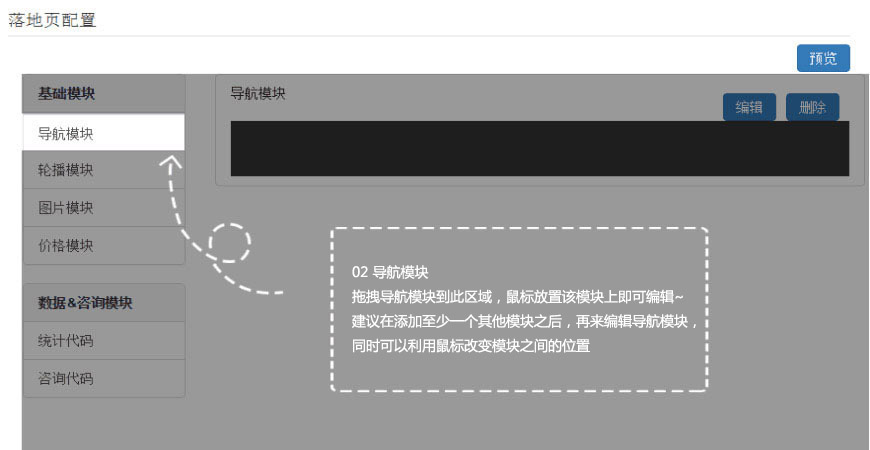 落地页配置
预览
基础模块
导航模块
轮播模块
图片模块
价格模块
数据&咨询模块
统计代码
咨询代码
导航模块
编辑
删除
02 导航模块
拖拽导航模块到此区域，鼠标放置该模块上即可编辑~
建议在添加至少一个其他模块之后，再来编辑导航模块，
同时可以利用鼠标改变模块之间的位置